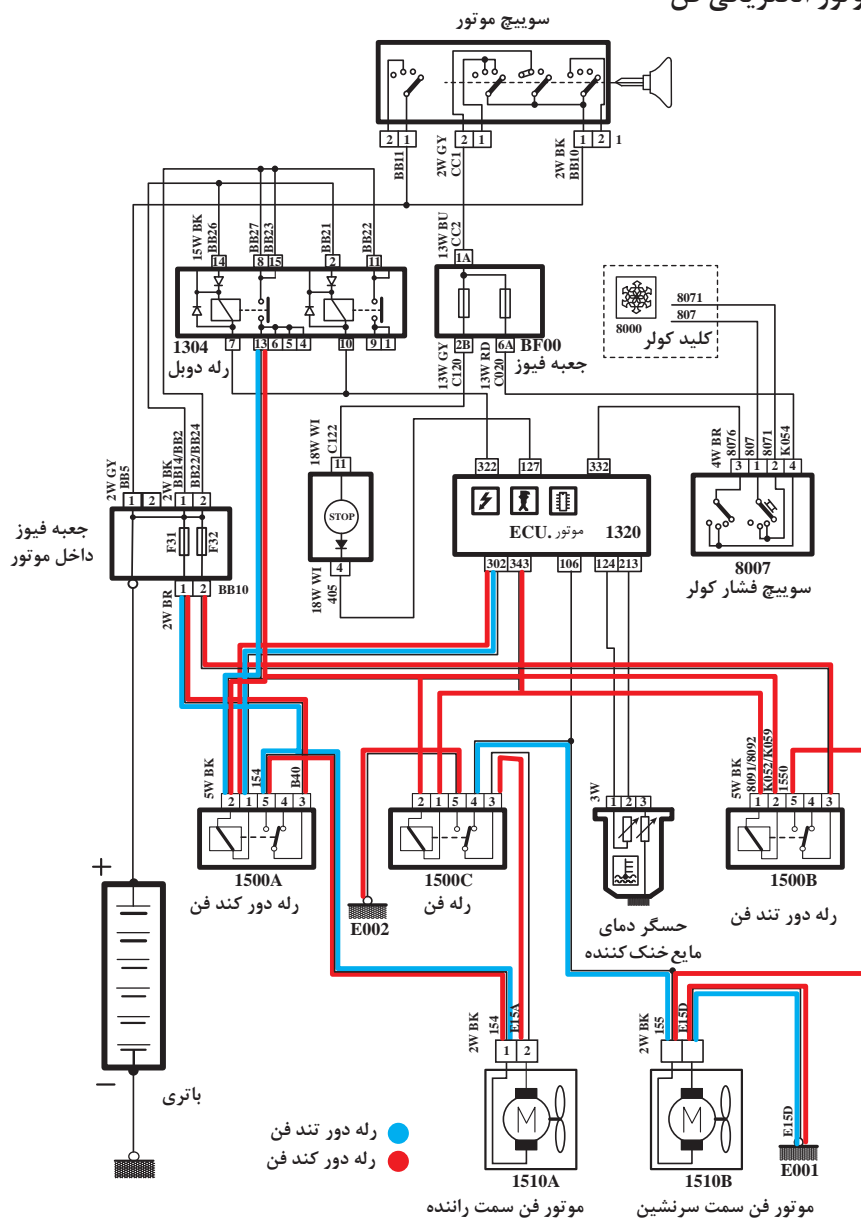 سوییچ موتور
2 1 2 1 1 2 1
BB11
2W GY
CC1
2W BK
BB10
15W BK
BB26
BB27
BB23
BB21
BB22
13W BU
CC2
14 8 15 2 11
1A
8071
807
8000
کلید کولر
1304
7 13 6 5 4 10 9 1
رله دوبل
2B 6A
BF00
جعبه فیوز
13W GY
C120
13W RD
C020
2W GY
BB5
2W BK
BB14/BB2
BB22/BB24
18W WI
C122
4W BR
8076
807
8071
K054
1 2 1 2
11
322 127 332
3 1 2 4
جعبه فیوز
داخل موتور
F31
F32
STOP
ECU. موتور 1320
8007
سوییچ فشار کولر
1 2 BB10
2W BR
4
18W WI
405
302 343 106 124 213
5W BK
154
B40
3W
5W BK
8091/8092
K052/K059
1550
2 1 5 4 3
2 1 5 4 3
1 2 3
1 2 5 4 3
1500A
رله دور کند فن
1500C
رله فن
E002
حسگر دمای
مایع خنک کننده
1500B
رله دور تند فن
+
−
باتری
2W BK
154
E15A
2W BK
155
E15D
1 2
M
M
E15D
E001
رله دور تند فن
رله دور کند فن
1510A
موتور فن سمت راننده
1510B
موتور فن سمت سرنشین